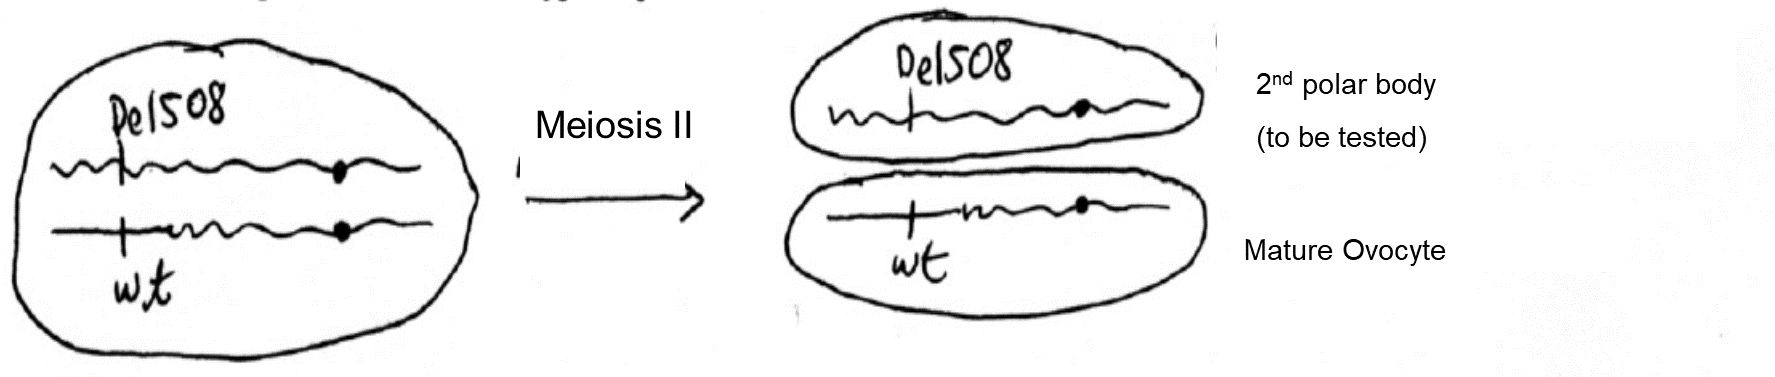 Del508
wt
Meiosis II
Del508
wt
2nd polar body
(to be tested)
Mature Ovocyte